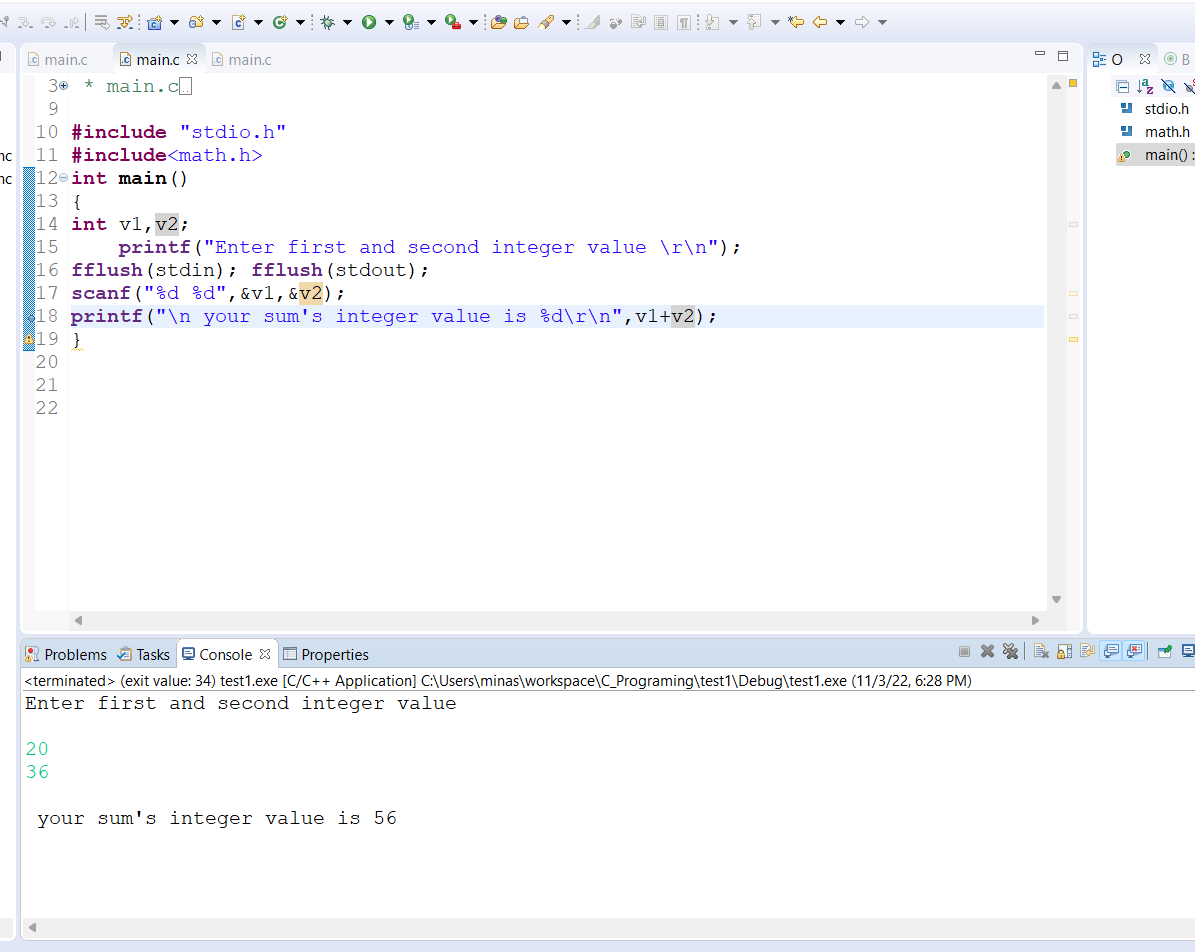 main.c main.c main.c
O B
3 * main.c
9
10 #include "stdio.h"
11 #include<math.h>
12 int main()
13 {
14 int v1,v2;
15 printf("Enter first and second integer value \r\n");
16 fflush(stdin); fflush(stdout);
17 scanf("%d %d",&v1,&v2);
18 printf("\n your sum's integer value is %d\r\n",v1+v2);
19 }
20
21
22
stdio.h
math.h
main() :
nc
nc
Problems Tasks Console Properties
<terminated> (exit value: 34) test1.exe [C/C++ Application] C:\Users\minas\workspace\C_Programing\test1\Debug\test1.exe (11/3/22, 6:28 PM)
Enter first and second integer value
20
36
your sum's integer value is 56